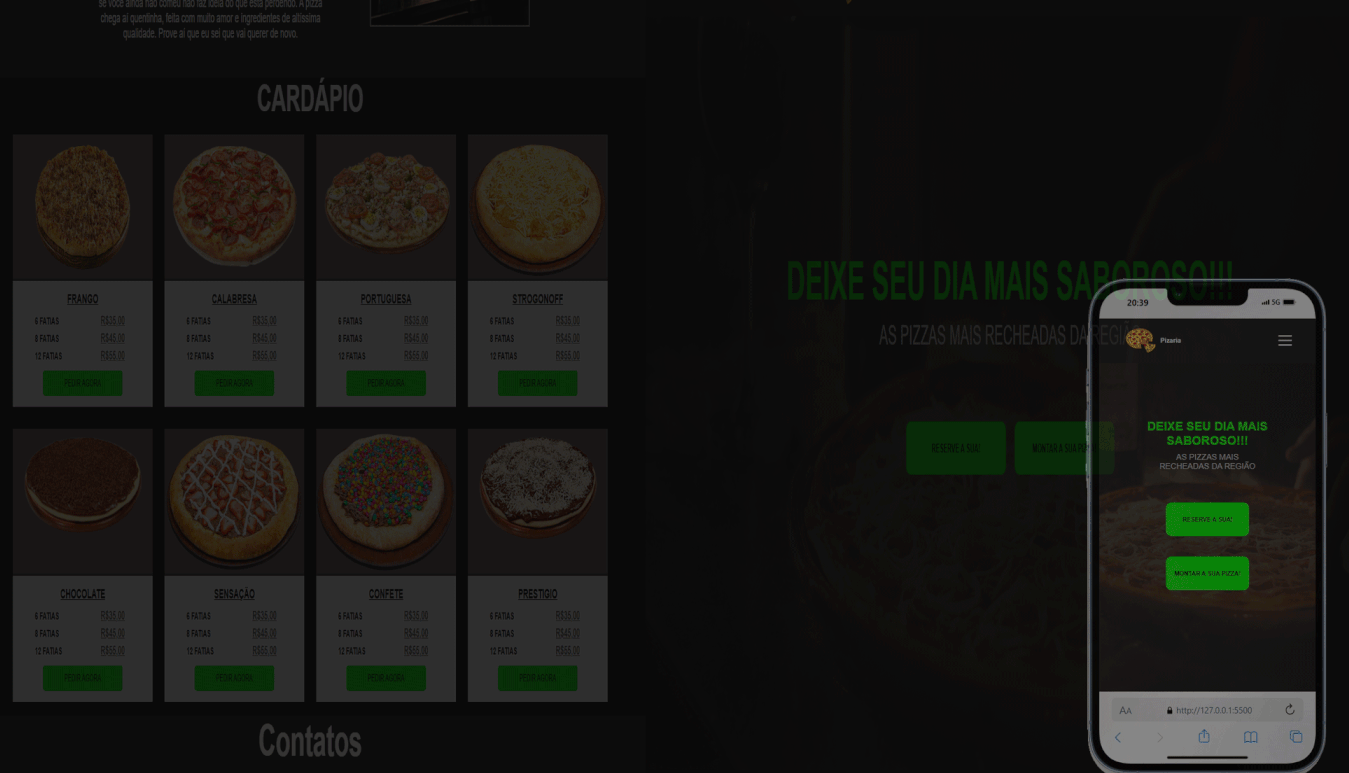 se você ainda não comeu não faz ideia do que está perdendo. A pizza
chega aí quentinha, feita com muito amor e ingredientes de altíssima
qualidade. Prove aí que eu sei que vai querer de novo.
CARDÁPIO
FRANGO
6 FATIAS R$35,00
8 FATIAS R$45,00
12 FATIAS R$55,00
PEDIR AGORA
CALABRESA
6 FATIAS R$35,00
8 FATIAS R$45,00
12 FATIAS R$55,00
PEDIR AGORA
PORTUGUESA
6 FATIAS R$35,00
8 FATIAS R$45,00
12 FATIAS R$55,00
PEDIR AGORA
STROGONOFF
6 FATIAS R$35,00
8 FATIAS R$45,00
12 FATIAS R$55,00
PEDIR AGORA
CHOCOLATE
6 FATIAS R$35,00
8 FATIAS R$45,00
12 FATIAS R$55,00
PEDIR AGORA
SENSAÇÃO
6 FATIAS R$35,00
8 FATIAS R$45,00
12 FATIAS R$55,00
PEDIR AGORA
CONFETE
6 FATIAS R$35,00
8 FATIAS R$45,00
12 FATIAS R$55,00
PEDIR AGORA
PRESTIGIO
6 FATIAS R$35,00
8 FATIAS R$45,00
12 FATIAS R$55,00
PEDIR AGORA
Contatos
DEIXE SEU DIA MAIS SABOROSO!!!
AS PIZZAS MAIS RECHEADAS DA REGIÃO
RESERVE A SUA!
MONTAR A SUA
20:39 5G
Pizaria
DEIXE SEU DIA MAIS
SABOROSO!!!
AS PIZZAS MAIS
RECHEADAS DA REGIÃO
RESERVE A SUA!
MONTAR A SUA PIZZA!
AA http://127.0.0.1:5500